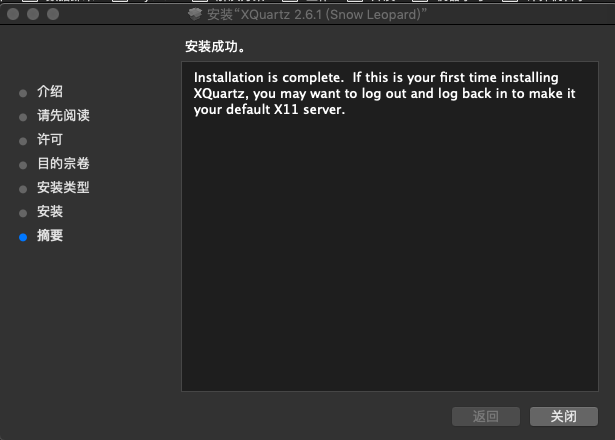 安装“XQuartz 2.6.1 (Snow Leopard)”
安装成功。
介绍
请先阅读
许可
目的宗卷
安装类型
安装
摘要
Installation is complete.  If this is your first time installing
XQuartz, you may want to log out and log back in to make it
your default X11 server.
返回
关闭